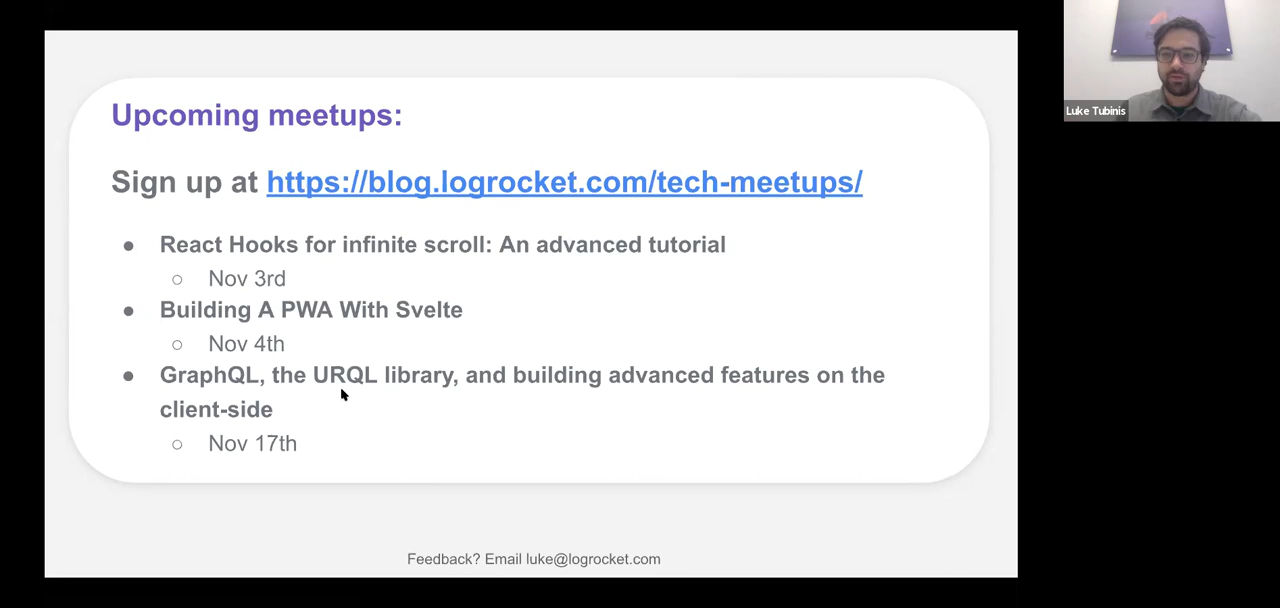 Upcoming meetups:
Sign up at https://blog.logrocket.com/tech-meetups/
● React Hooks for infinite scroll: An advanced tutorial
○ Nov 3rd
● Building A PWA With Svelte
○ Nov 4th
● GraphQL, the URQL library, and building advanced features on the
client-side
○ Nov 17th
Feedback? Email luke@logrocket.com
Luke Tubinis